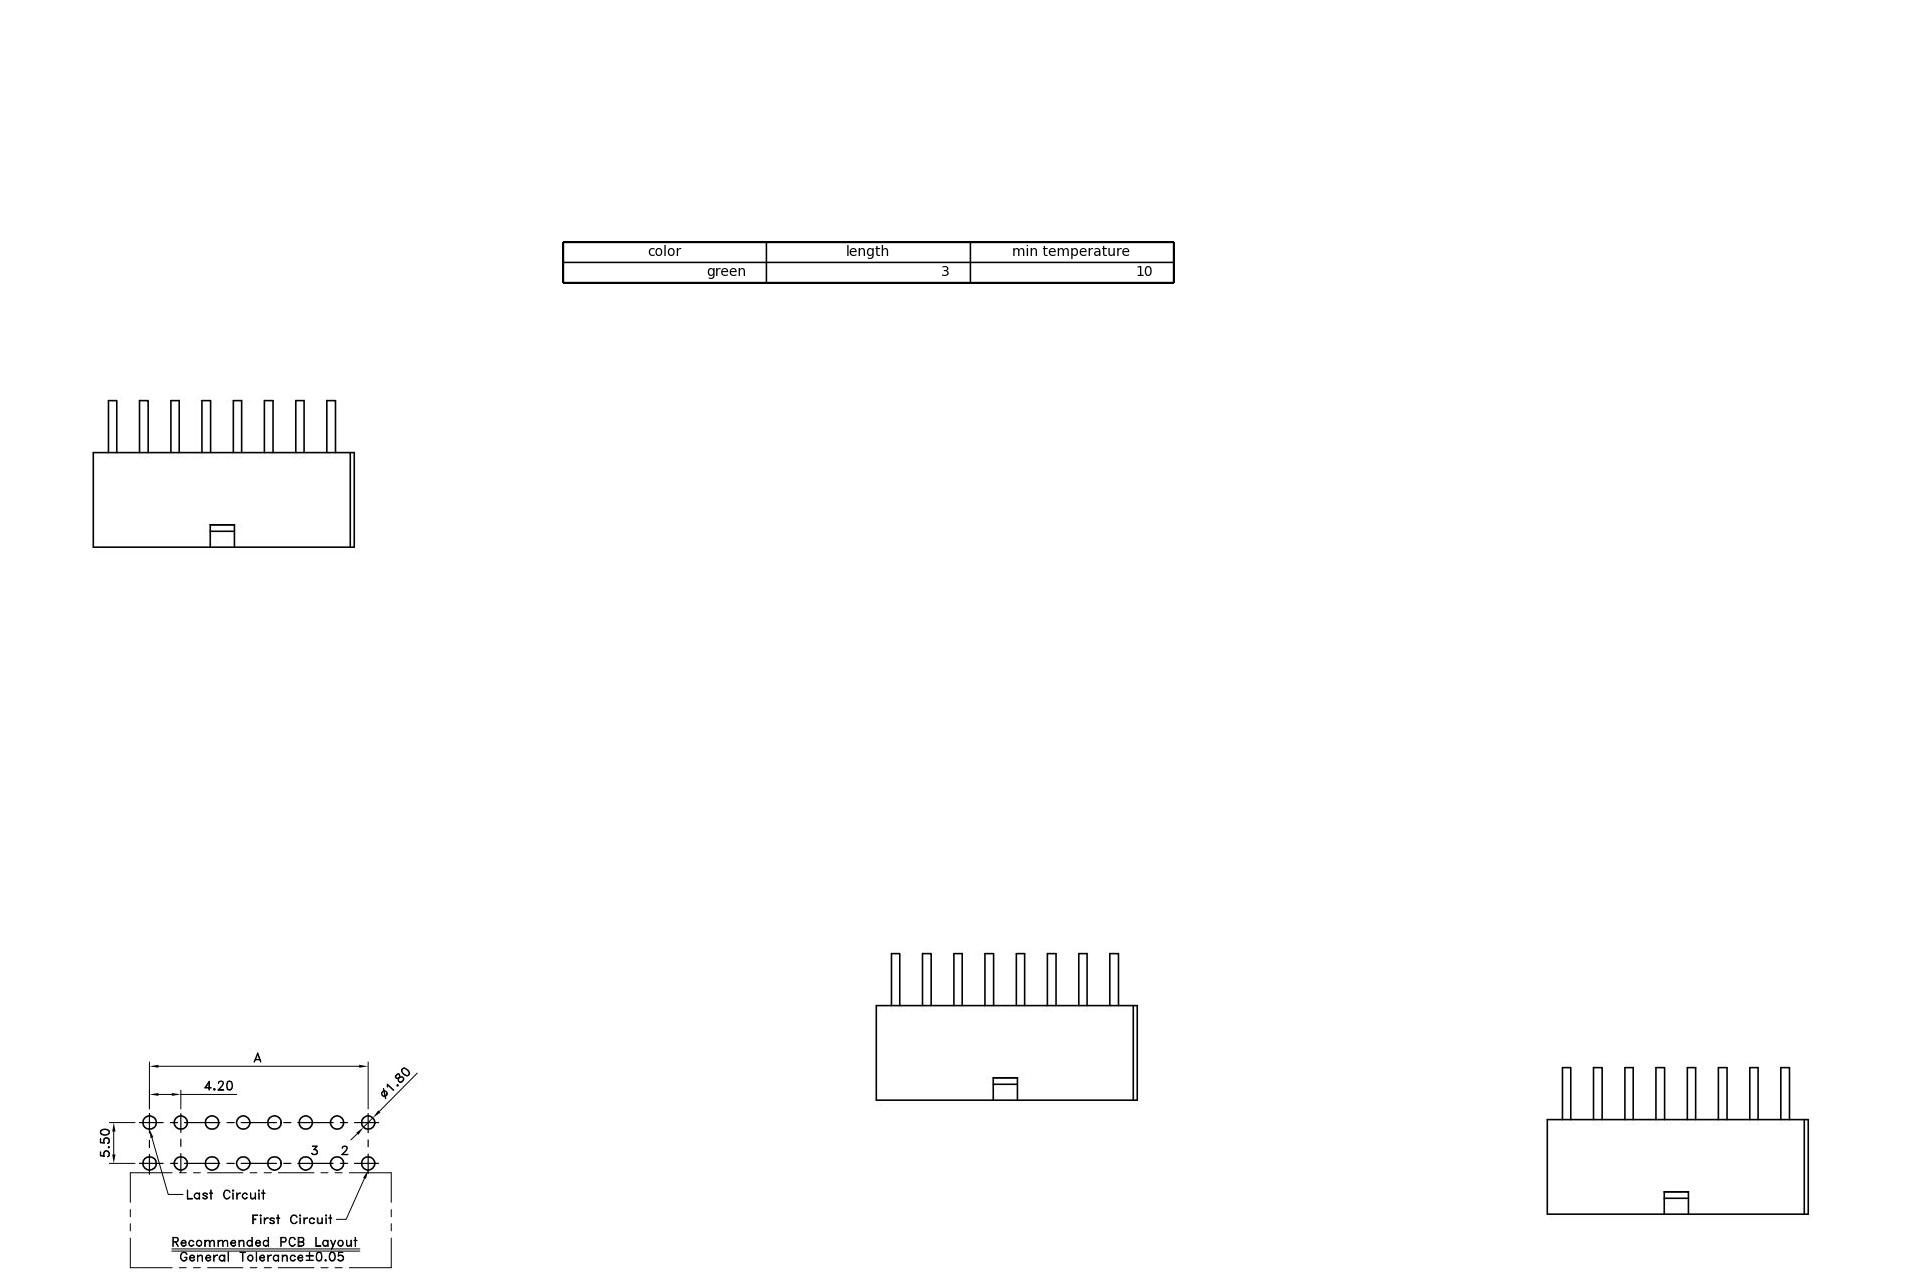 color length min temperature
green 3 10
A
4.20
ø1.80
5.50
3 2
Last Circuit
First Circuit
Recommended PCB Layout
General Tolerance±0.05